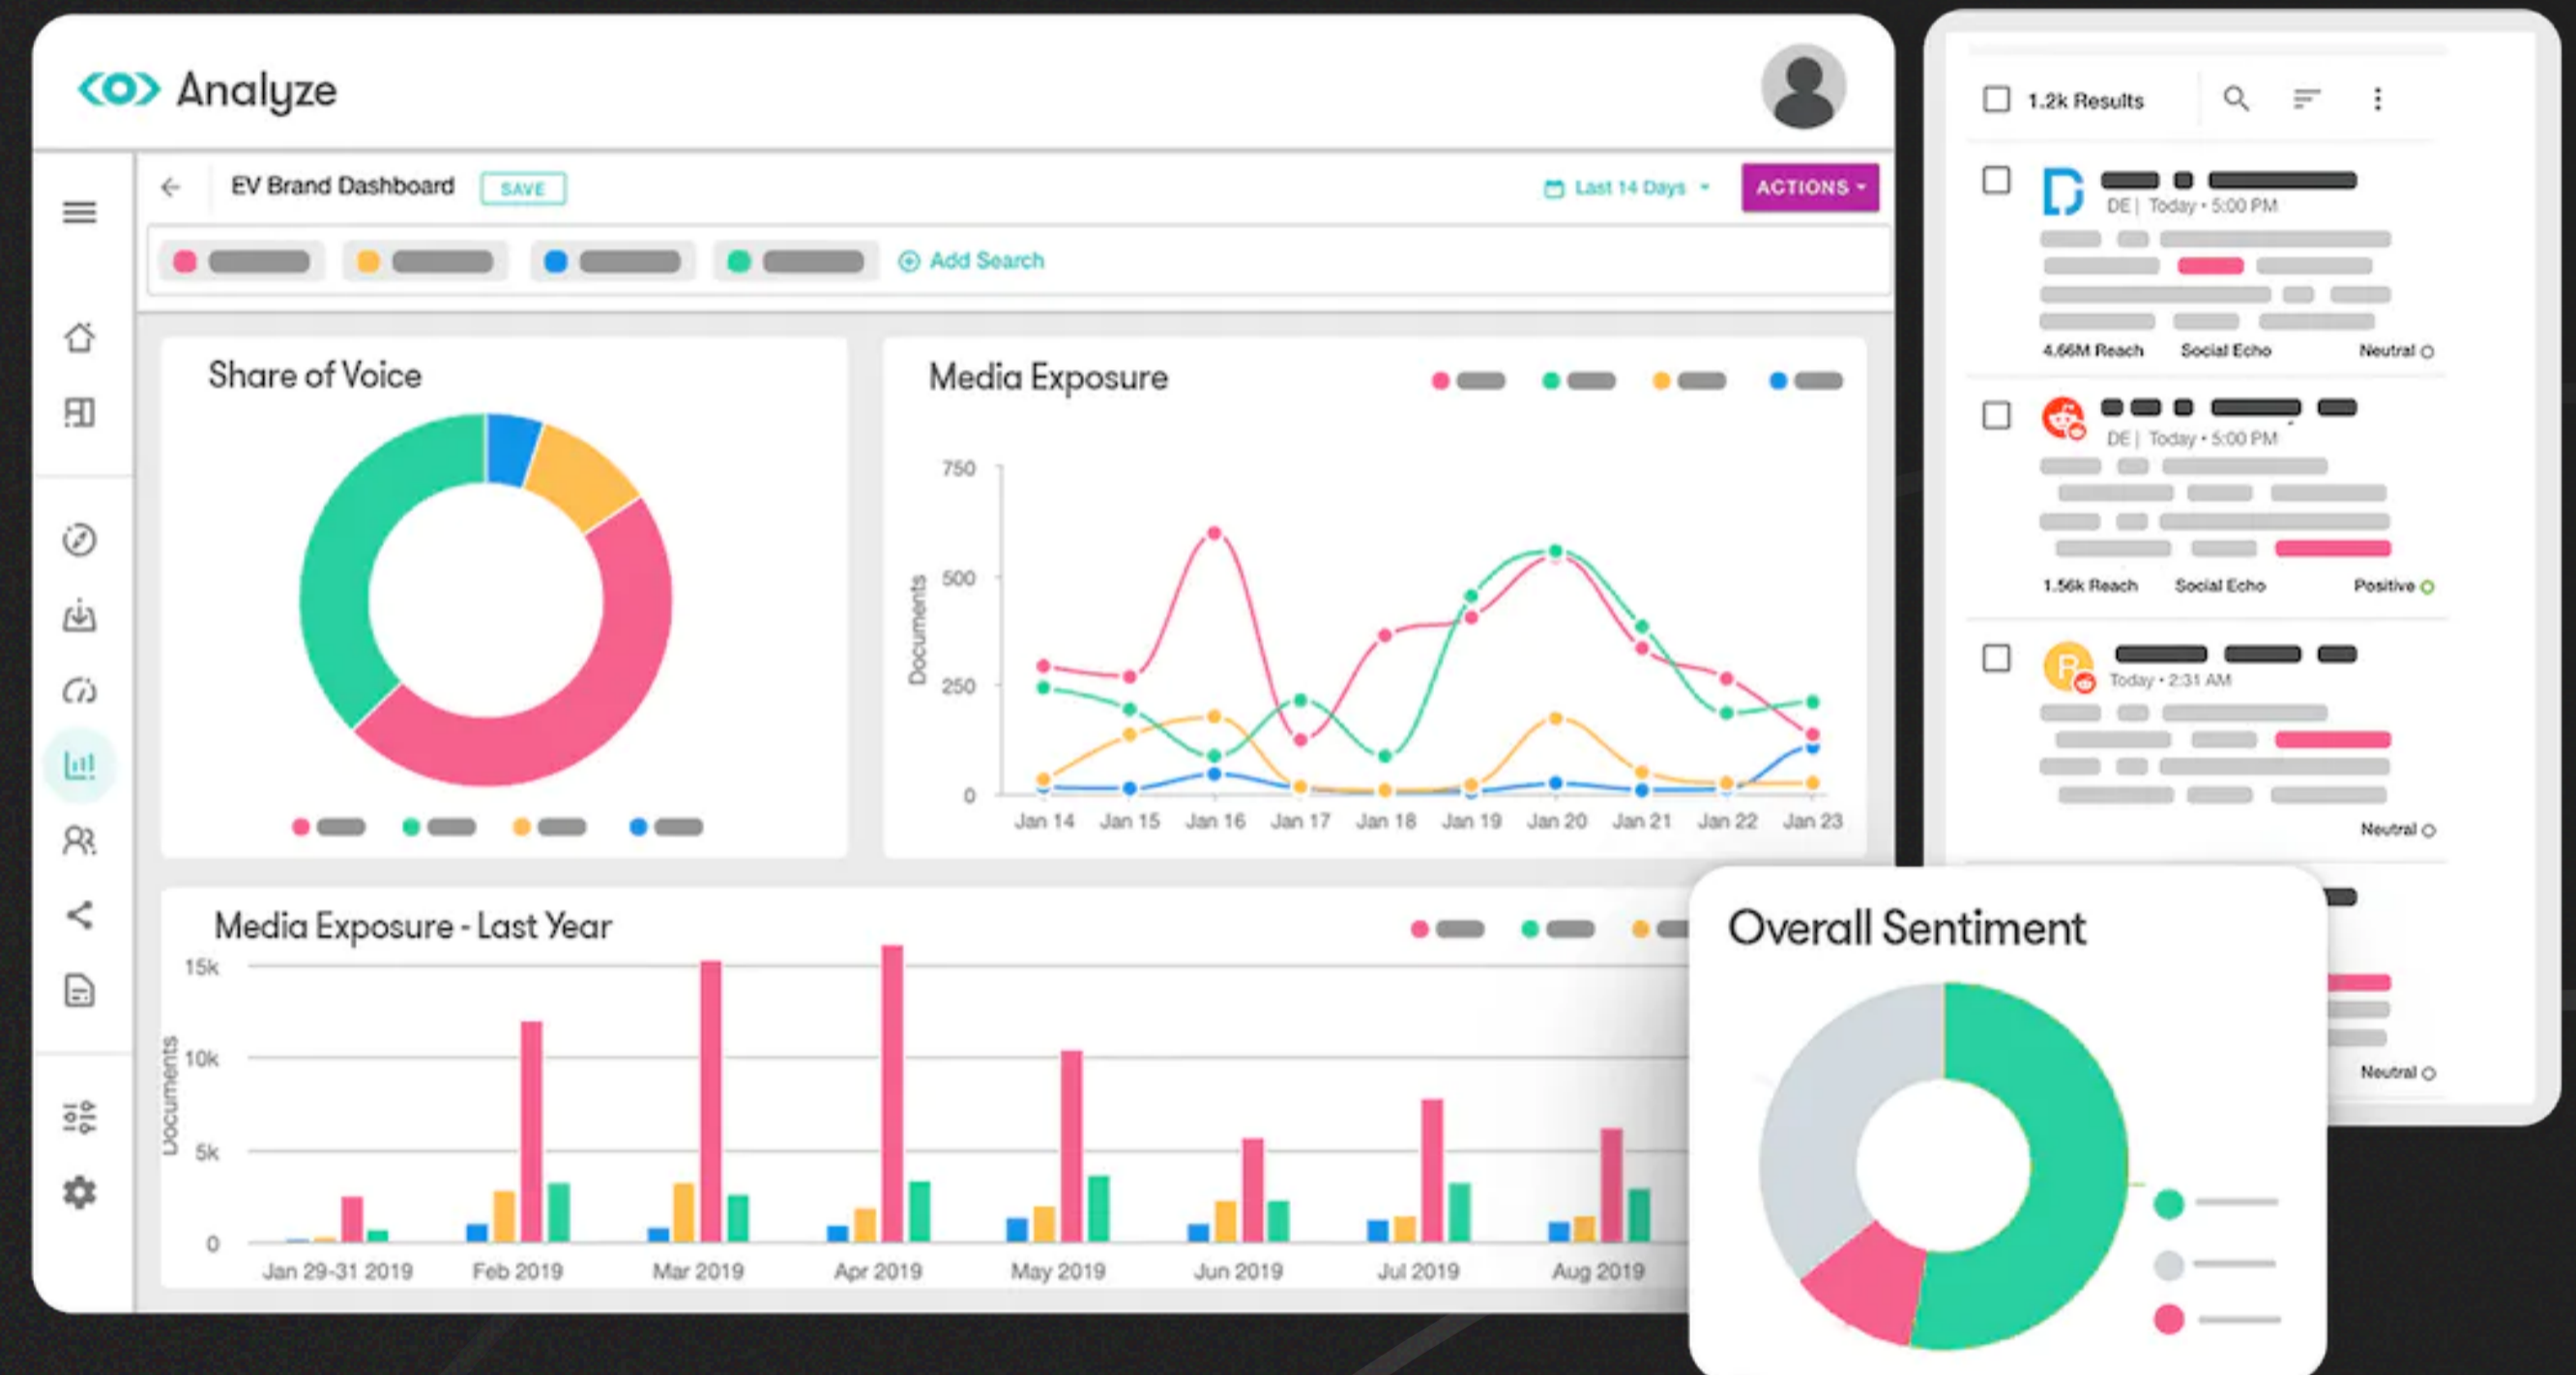 Analyze
EV Brand Dashboard
SAVE
Last 14 Days
ACTIONS
Add Search
Share of Voice
Media Exposure
750
500
250
0
Documents
Jan 14 Jan 15 Jan 16 Jan 17 Jan 18 Jan 19 Jan 20 Jan 21 Jan 22 Jan 23
Media Exposure - Last Year
15k
10k
5k
0
Documents
Jan 29-31 2019 Feb 2019 Mar 2019 Apr 2019 May 2019 Jun 2019 Jul 2019 Aug 2019
1.2k Results
DE | Today • 5:00 PM
4.66M Reach Social Echo Neutral
DE | Today • 5:00 PM
1.56k Reach Social Echo Positive
R
Today • 2:31 AM
Neutral
Neutral
Overall Sentiment